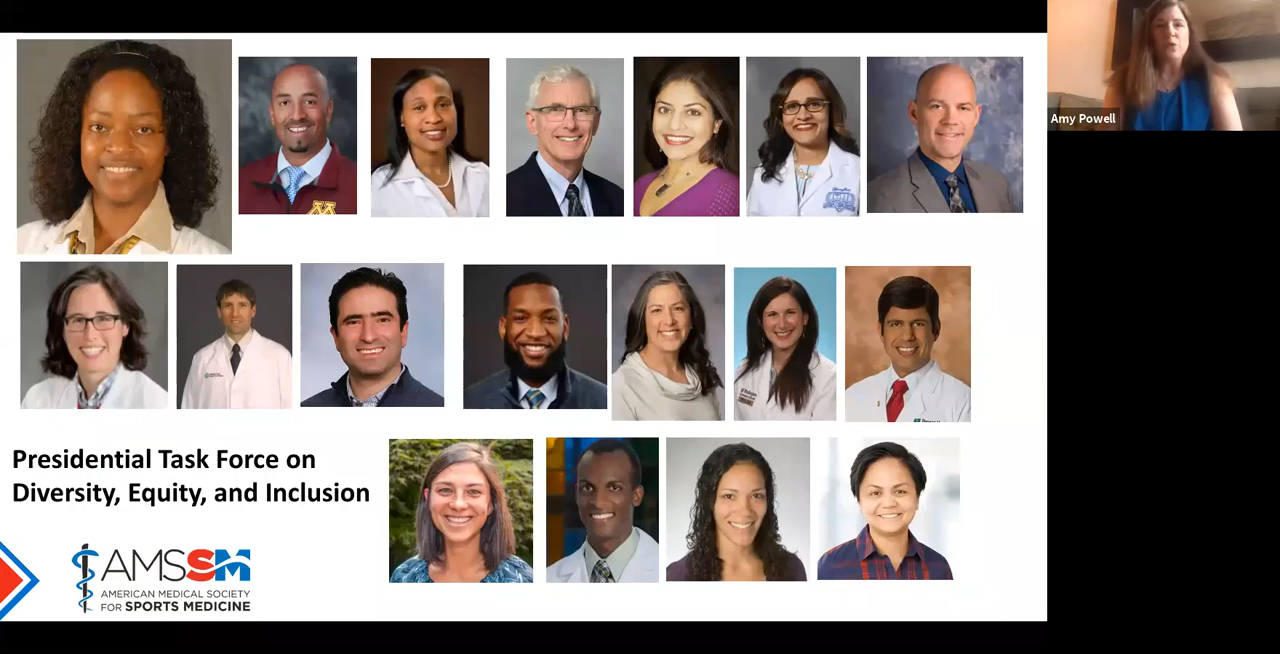 Amy Powell
Presidential Task Force on
Diversity, Equity, and Inclusion
AMSSM
AMERICAN MEDICAL SOCIETY
FOR SPORTS MEDICINE